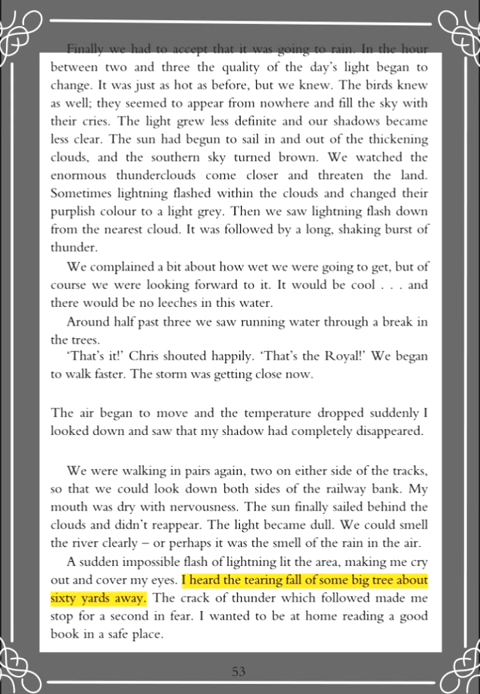 Finally we had to accept that it was going to rain. In the hour
between two and three the quality of the day's light began to
change. It was just as hot as before, but we knew. The birds knew
as well; they seemed to appear from nowhere and fill the sky with
their cries. The light grew less definite and our shadows became
less clear. The sun had begun to sail in and out of the thickening
clouds, and the southern sky turned brown. We watched the
enormous thunderclouds come closer and threaten the land.
Sometimes lightning flashed within the clouds and changed their
purplish colour to a light grey. Then we saw lightning flash down
from the nearest cloud. It was followed by a long, shaking burst of
thunder.
We complained a bit about how wet we were going to get, but of
course we were looking forward to it. It would be cool . . . and
there would be no leeches in this water.
Around half past three we saw running water through a break in
the trees.
'That's it!' Chris shouted happily. 'That's the Royal!' We began
to walk faster. The storm was getting close now.
The air began to move and the temperature dropped suddenly I
looked down and saw that my shadow had completely disappeared.
We were walking in pairs again, two on either side of the tracks,
so that we could look down both sides of the railway bank. My
mouth was dry with nervousness. The sun finally sailed behind the
clouds and didn't reappear. The light became dull. We could smell
the river clearly – or perhaps it was the smell of the rain in the air.
A sudden impossible flash of lightning lit the area, making me cry
out and cover my eyes. I heard the tearing fall of some big tree about
sixty yards away. The crack of thunder which followed made me
stop for a second in fear. I wanted to be at home reading a good
book in a safe place.
53